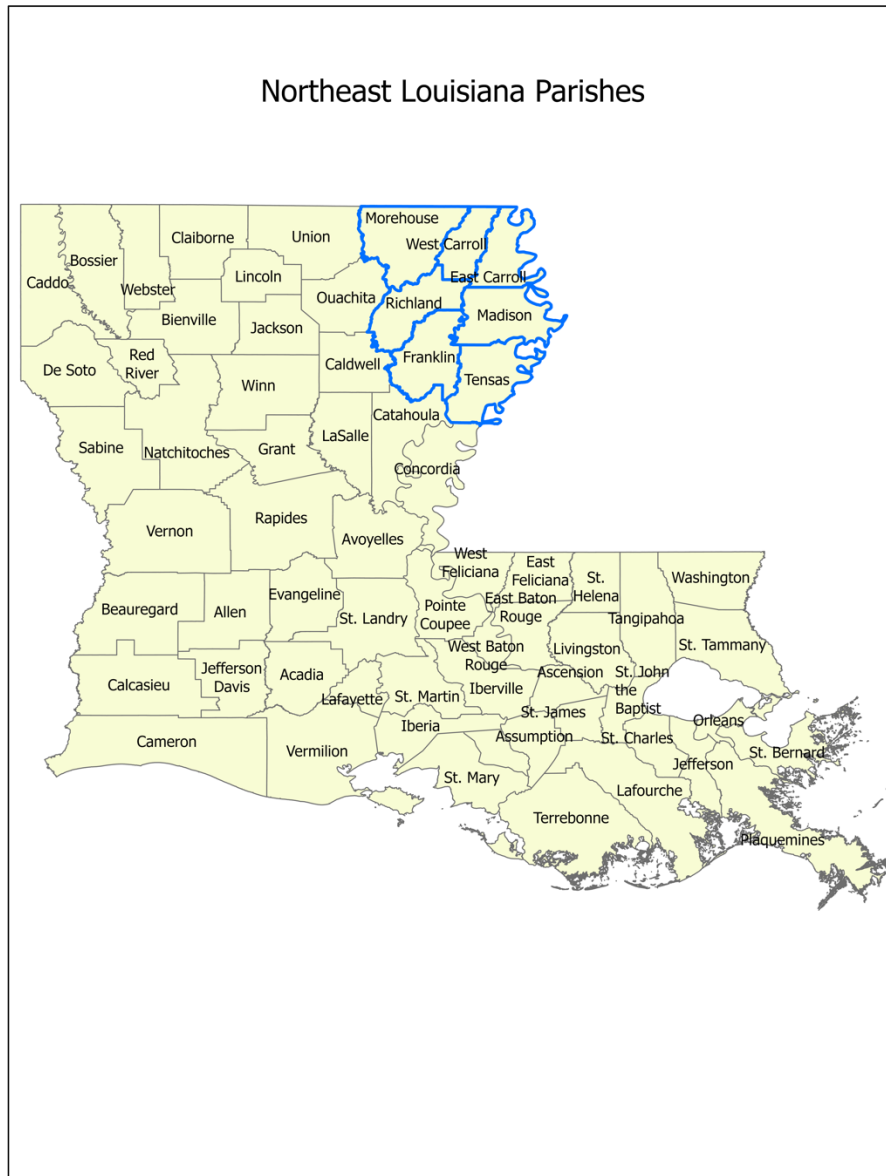 Northeast Louisiana Parishes
Morehouse
Union
Claiborne
West Carroll
Bossier
East Carroll
Lincoln
Caddo
Webster
Ouachita
Richland
Madison
Bienville
Jackson
Franklin
Red
River
Caldwell
De Soto
Tensas
Winn
Catahoula
LaSalle
Sabine
Natchitoches
Grant
Concordia
Rapides
Vernon
Avoyelles
West
Feliciana
East
Feliciana
St.
Helena
Washington
Evangeline
East Baton
Rouge
Beauregard
Allen
Pointe
Coupee
St. Landry
Tangipahoa
St. Tammany
West Baton
Rouge
Livingston
Jefferson
Davis
Acadia
Ascension
St. John
the
Baptist
Calcasieu
Iberville
Lafayette
St. Martin
St. James
Orleans
Iberia
Assumption
St. Charles
Cameron
Vermilion
St. Bernard
Jefferson
St. Mary
Lafourche
Terrebonne
Plaquemines